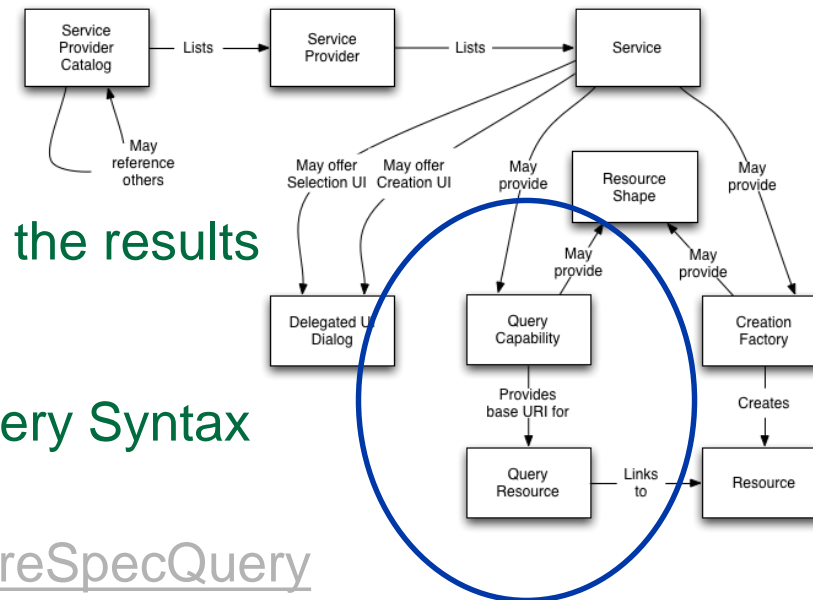 Service
Provider
Catalog
Lists
Service
Provider
Lists
Service
May
reference
others
May offer
Selection UI
May offer
Creation UI
May
provide
Resource
Shape
May
provide
the results
May
provide
May
provide
Delegated UI
Dialog
Query
Capability
Creation
Factory
Provides
base URI for
Creates
ery Syntax
Query
Resource
Links
to
Resource
reSpecQuery